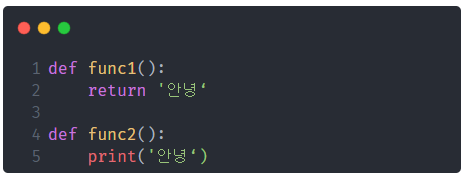 1 def func1():
2     return '안녕‘
3
4 def func2():
5     print('안녕‘)